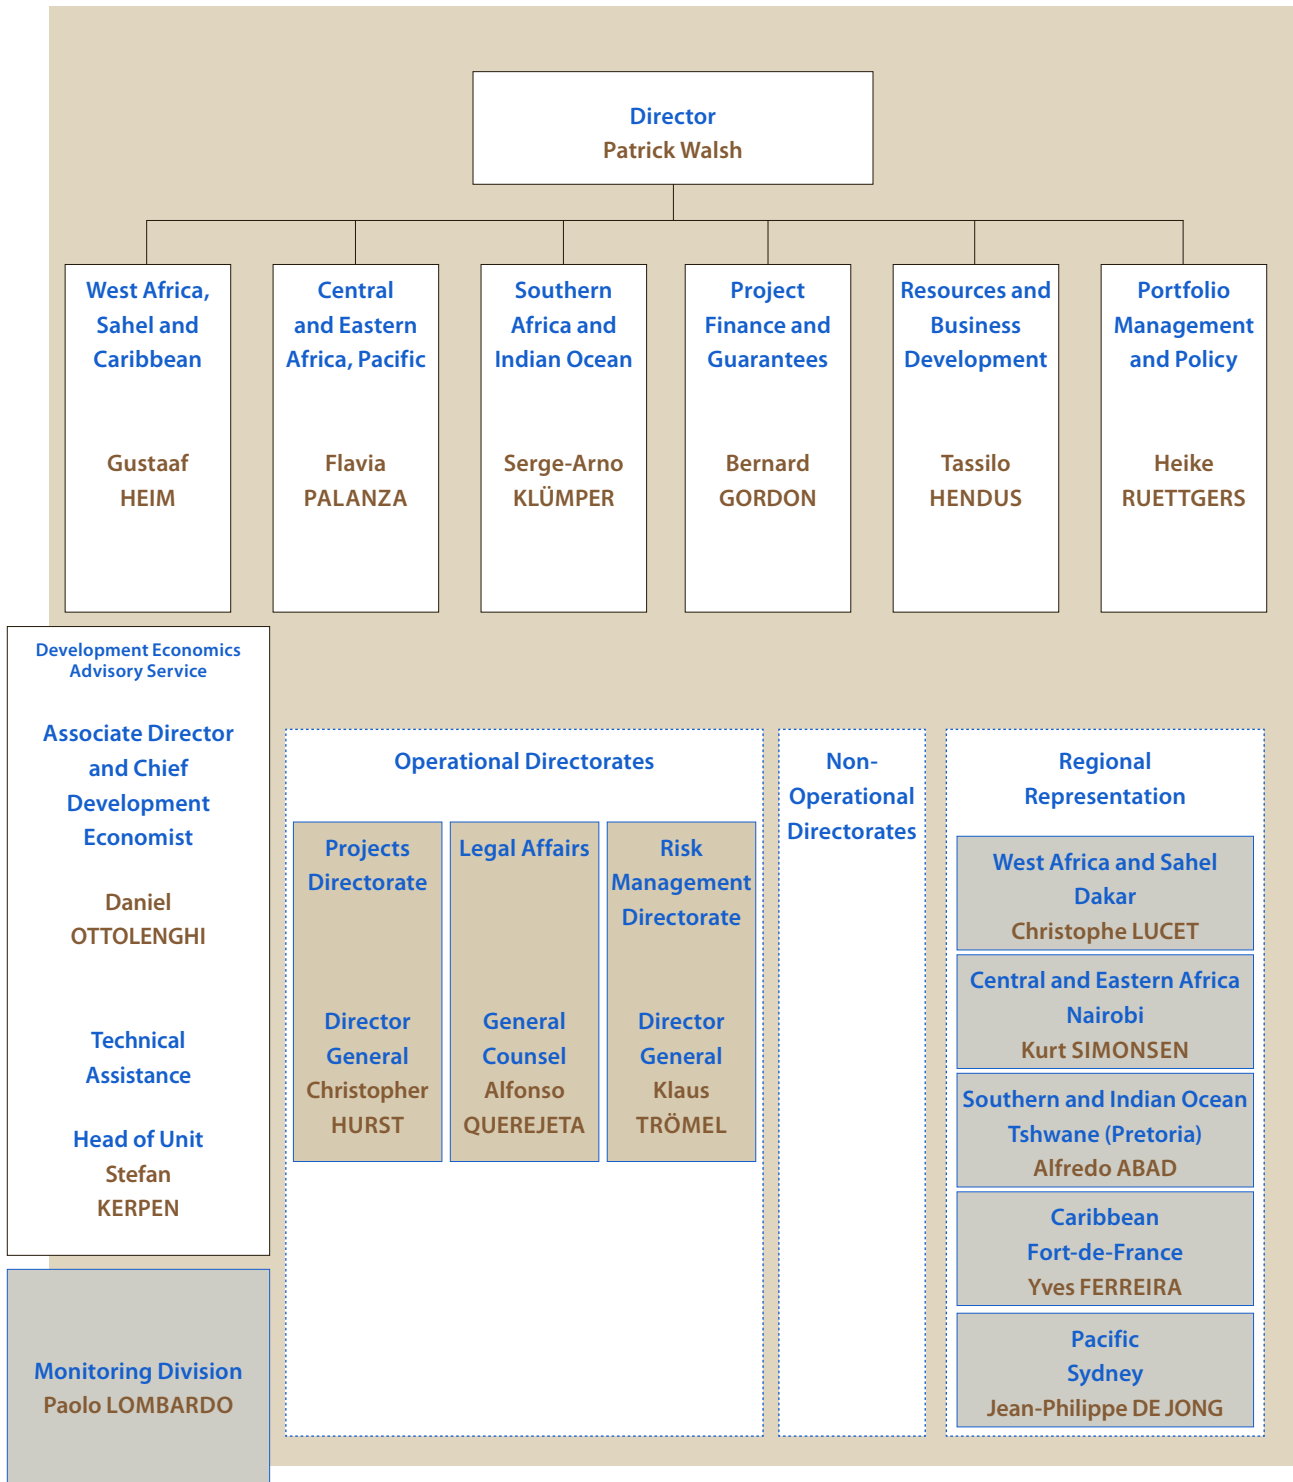 Director
Patrick Walsh
West Africa,
Sahel and
Caribbean
Gustaaf
HEIM
Central
and Eastern
Africa, Pacific
Flavia
PALANZA
Southern
Africa and
Indian Ocean
Serge-Arno
KLÜMPER
Project
Finance and
Guarantees
Bernard
GORDON
Resources and
Business
Development
Tassilo
HENDUS
Portfolio
Management
and Policy
Heike
RUETTGERS
Development Economics
Advisory Service
Associate Director
and Chief
Development
Economist
Daniel
OTTOLENGHI
Technical
Assistance
Head of Unit
Stefan
KERPEN
Monitoring Division
Paolo LOMBARDO
Operational Directorates
Projects
Directorate
Director
General
Christopher
HURST
Legal Affairs
General
Counsel
Alfonso
QUEREJETA
Risk
Management
Directorate
Director
General
Klaus
TRÖMEL
Non-
Operational
Directorates
Regional
Representation
West Africa and Sahel
Dakar
Christophe LUCET
Central and Eastern Africa
Nairobi
Kurt SIMONSEN
Southern and Indian Ocean
Tshwane (Pretoria)
Alfredo ABAD
Caribbean
Fort-de-France
Yves FERREIRA
Pacific
Sydney
Jean-Philippe DE JONG